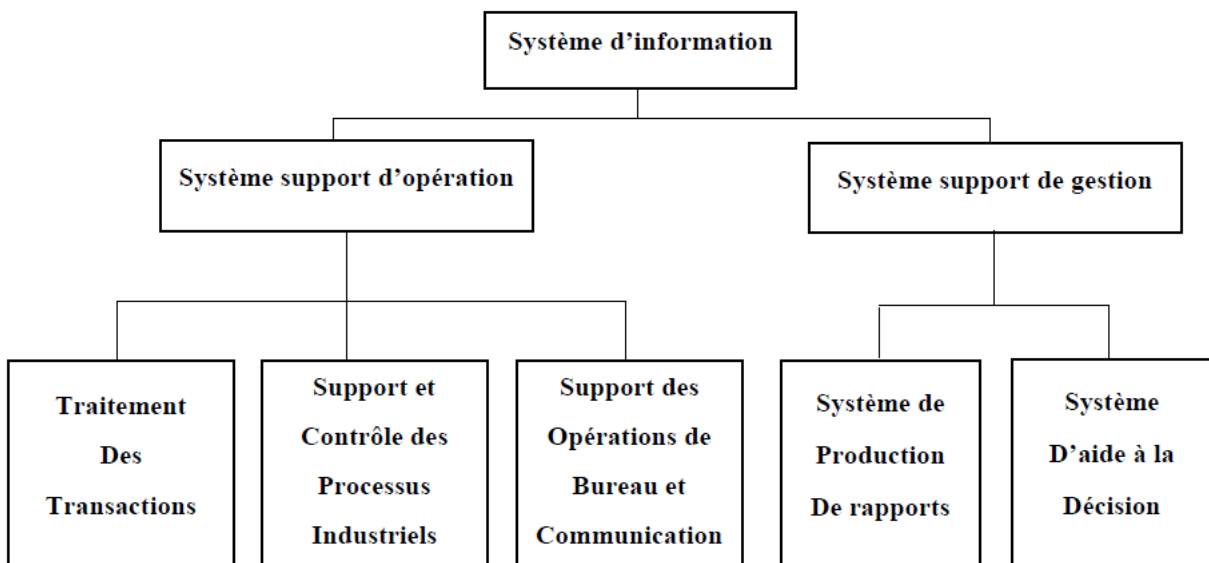 Système d’information
Système support d’opération
Système support de gestion
Traitement
Des
Transactions
Support et
Contrôle des
Processus
Industriels
Support des
Opérations de
Bureau et
Communication
Système de
Production
De rapports
Système
D’aide à la
Décision